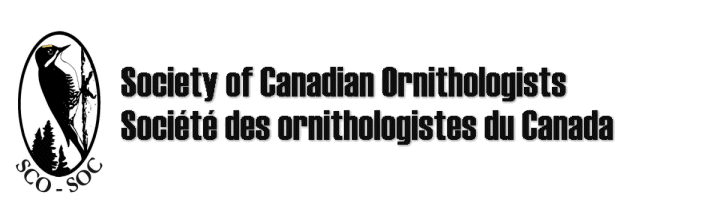 Society of Canadian Ornithologists
Société des ornithologistes du Canada
SCO - SOC